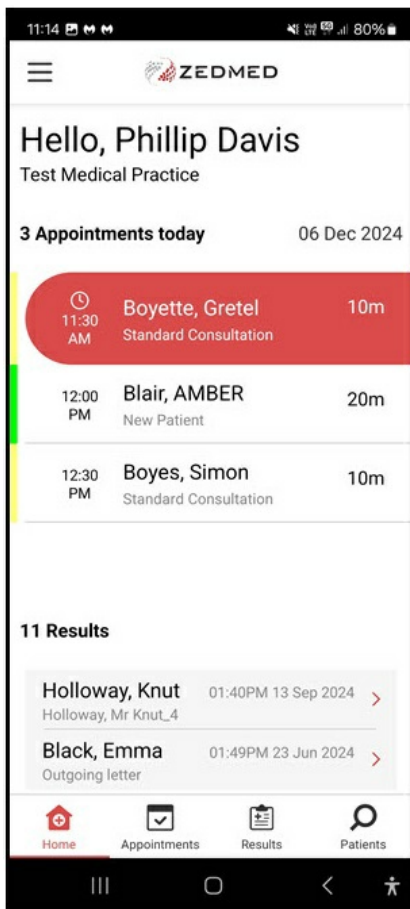 11:14 80%
ZEDMED
Hello, Phillip Davis
Test Medical Practice
3 Appointments today 06 Dec 2024
11:30 AM Boyette, Gretel 10m
Standard Consultation
12:00 PM Blair, AMBER 20m
New Patient
12:30 PM Boyes, Simon 10m
Standard Consultation
11 Results
Holloway, Knut 01:40PM 13 Sep 2024
Holloway, Mr Knut_4
Black, Emma 01:49PM 23 Jun 2024
Outgoing letter
Home Appointments Results Patients